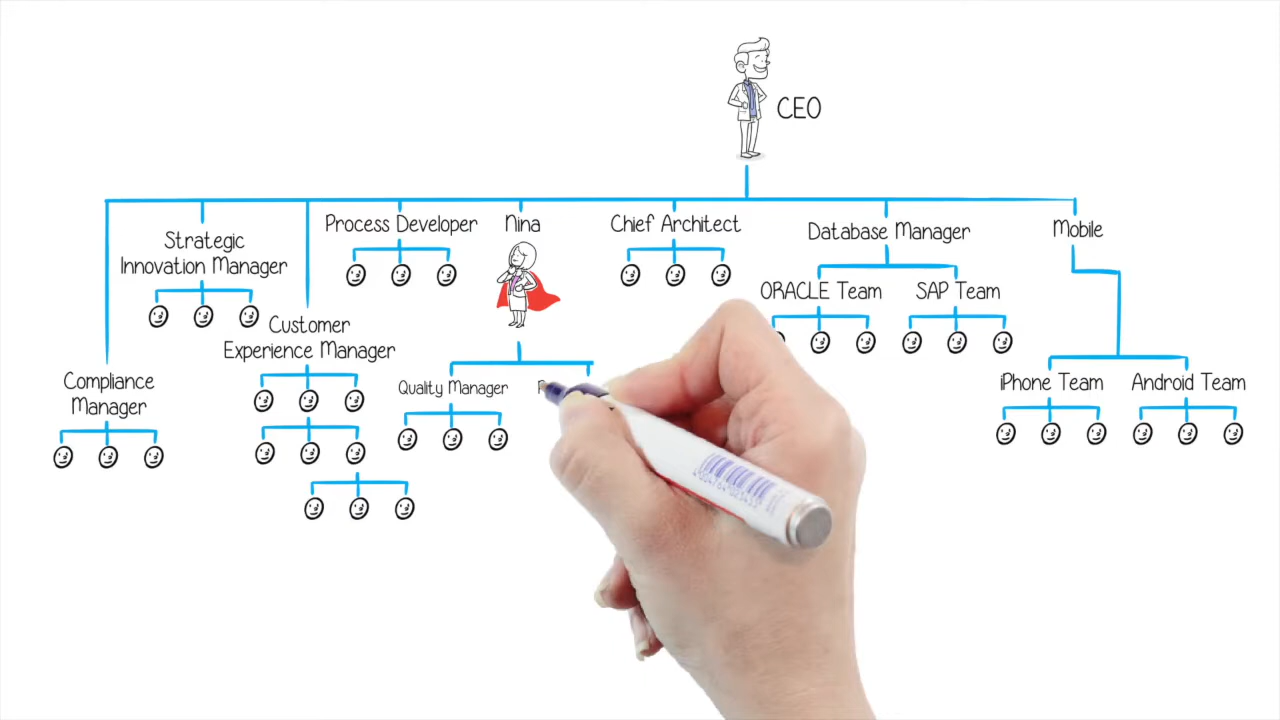 CEO
Process Developer
Nina
Chief Architect
Database Manager
Mobile
Strategic
Innovation Manager
ORACLE Team
SAP Team
Customer
Experience Manager
Compliance
Manager
Quality Manager
iPhone Team
Android Team